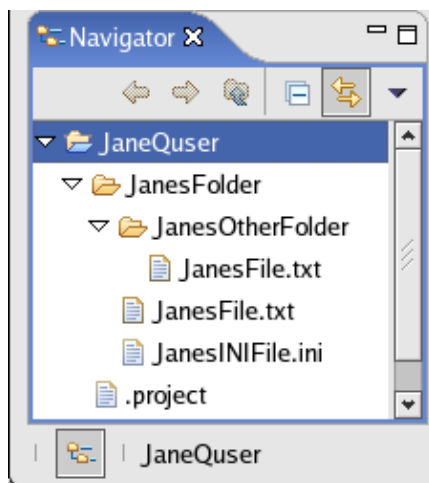 Navigator
JaneQuser
JanesFolder
JanesOtherFolder
JanesFile.txt
JanesFile.txt
JanesINIFile.ini
.project
JaneQuser